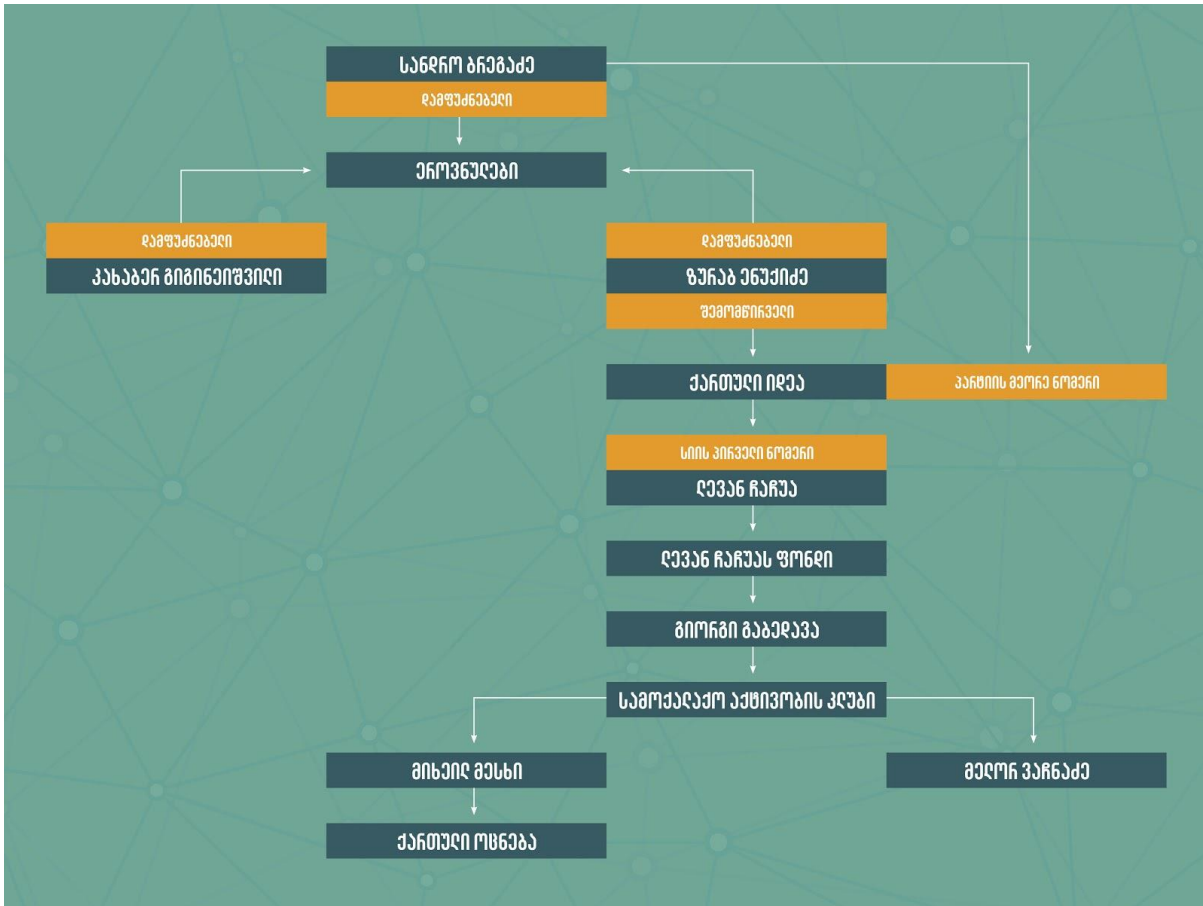 სანდრო ბრეგაძე
დამფუძნებელი
ეროვნულები
დამფუძნებელი
კახაბერ გიგინეიშვილი
დამფუძნებელი
ზურაბ ენუქიძე
შემომწირველი
ქართული იდეა
პარტიის მეორე ნომერი
სიის პირველი ნომერი
ლევან ჩაჩუა
ლევან ჩაჩუას ფონდი
გიორგი გაბედავა
სამოქალაქო აქტივობის კლუბი
მიხეილ მესხი
მელორ ვაჩნაძე
ქართული ოცნება